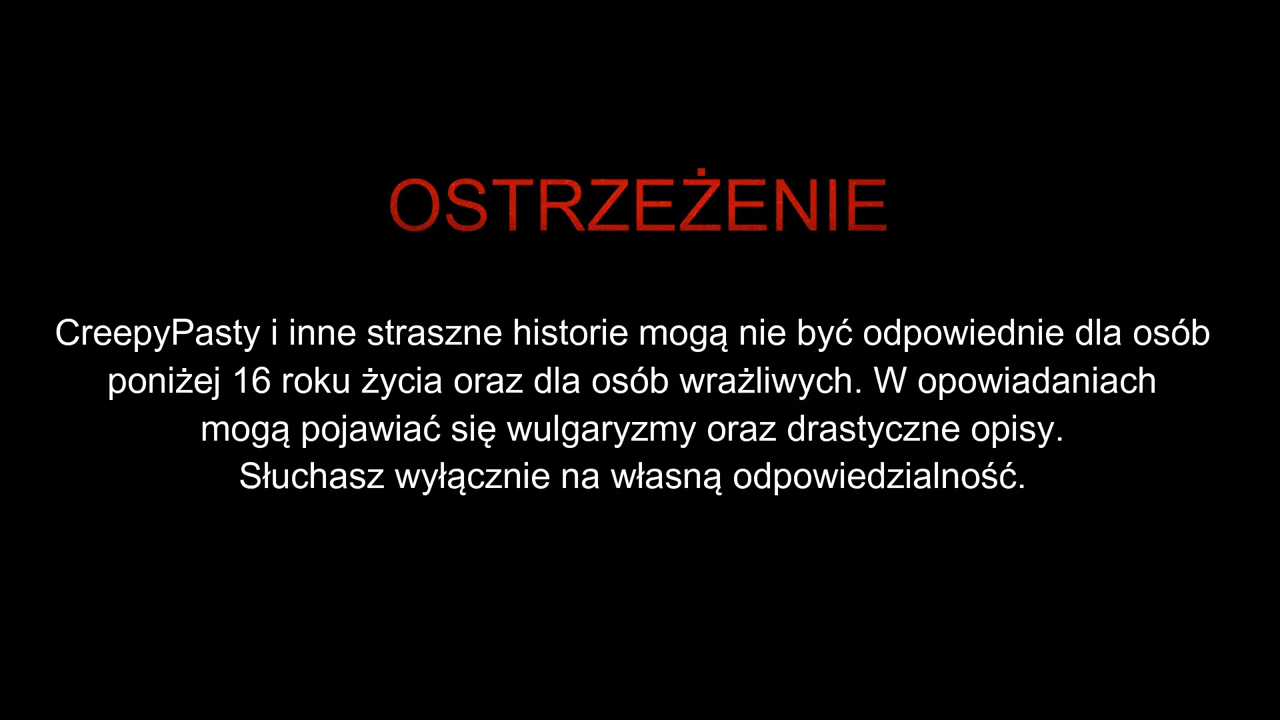 OSTRZEŻENIE
CreepyPasty i inne straszne historie mogą nie być odpowiednie dla osób
poniżej 16 roku życia oraz dla osób wrażliwych. W opowiadaniach
mogą pojawiać się wulgaryzmy oraz drastyczne opisy.
Słuchasz wyłącznie na własną odpowiedzialność.